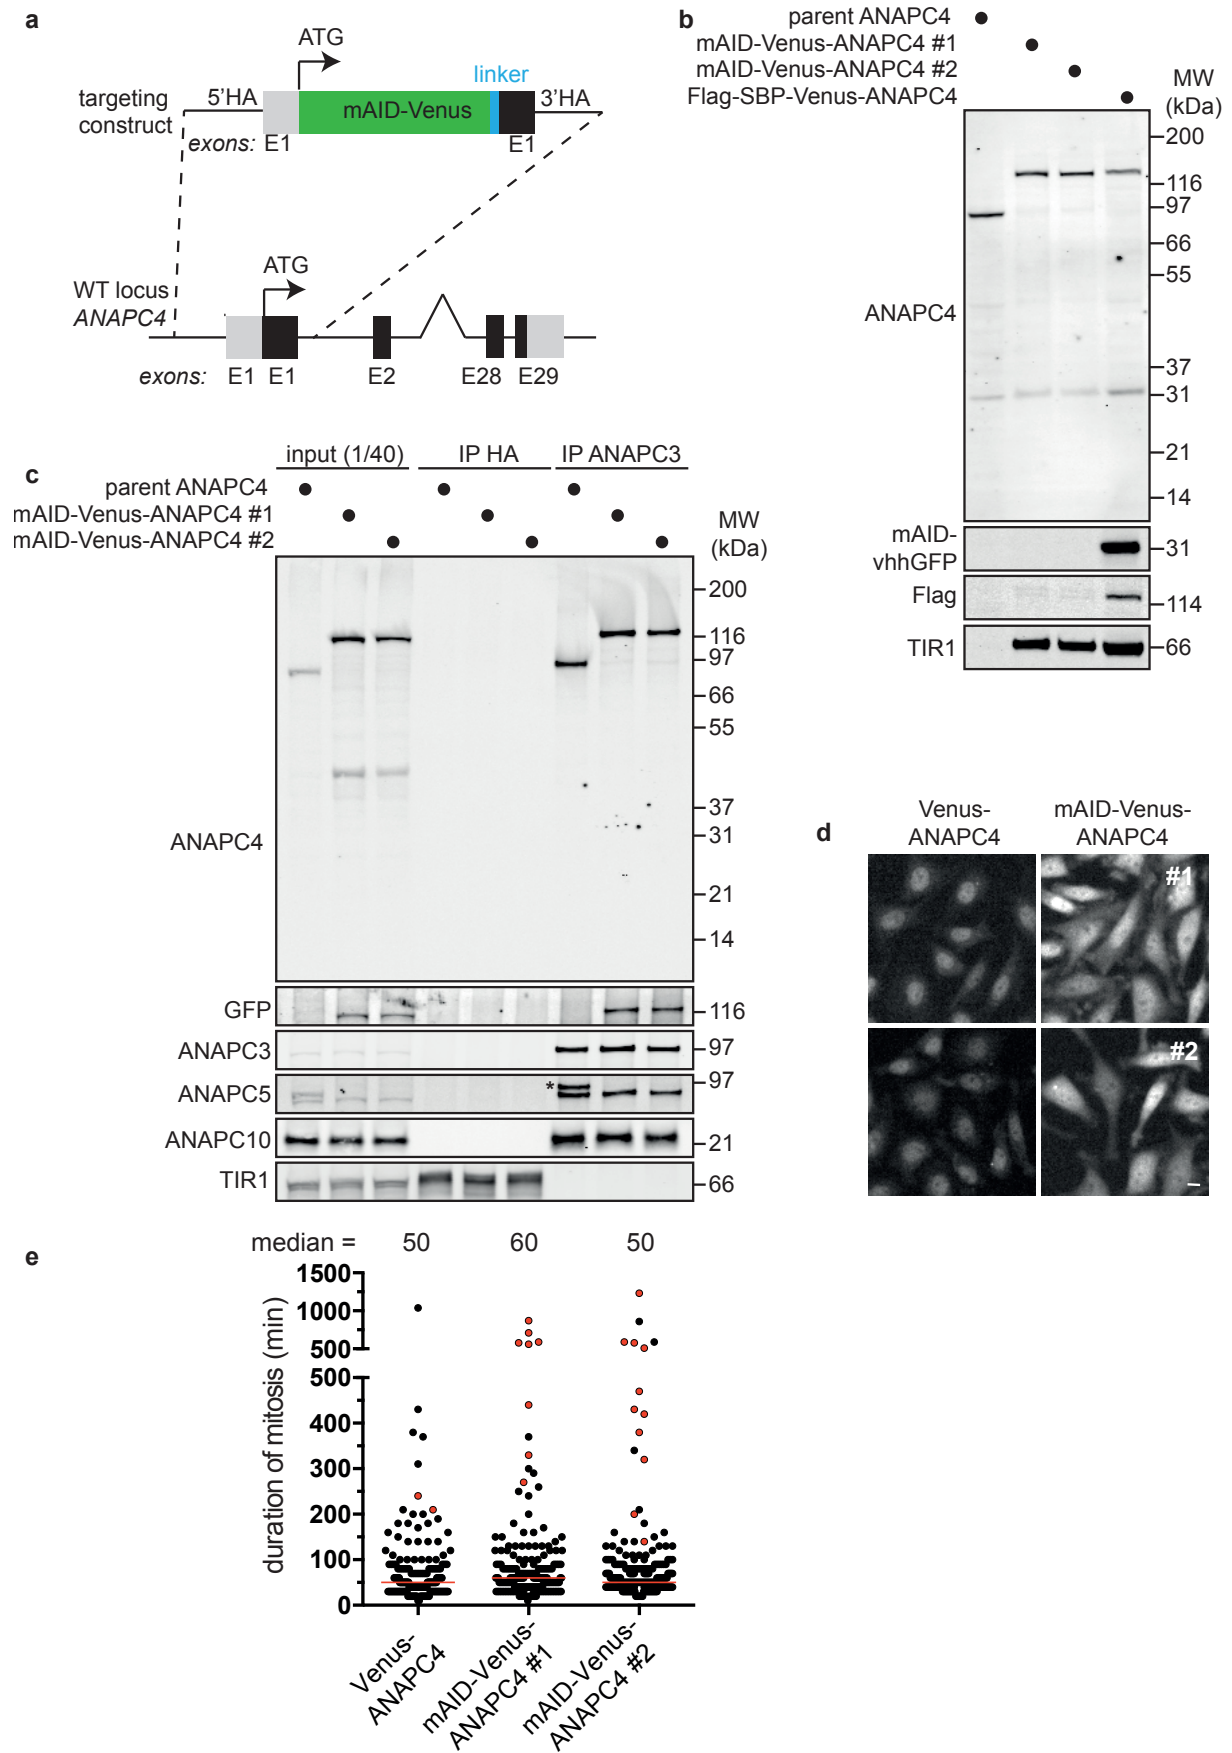 a
ATG
linker
targeting
construct
5'HA
mAID-Venus
3'HA
exons: E1
E1
ATG
WT locus
ANAPC4
exons: E1 E1 E2 E28 E29
b
parent ANAPC4
mAID-Venus-ANAPC4 #1
mAID-Venus-ANAPC4 #2
Flag-SBP-Venus-ANAPC4
MW
(kDa)
200
116
97
66
55
ANAPC4
37
31
21
14
mAID-
vhhGFP
31
Flag
114
TIR1
66
c
input (1/40) IP HA IP ANAPC3
parent ANAPC4
mAID-Venus-ANAPC4 #1
mAID-Venus-ANAPC4 #2
MW
(kDa)
200
116
97
66
55
37
31
ANAPC4
21
14
GFP
116
ANAPC3
97
ANAPC5
*
97
ANAPC10
21
TIR1
66
d
Venus-
ANAPC4
mAID-Venus-
ANAPC4
#1
#2
e
median = 50 60 50
duration of mitosis (min)
1500
1000
500
500
400
300
200
100
0
Venus-
ANAPC4
mAID-Venus-
ANAPC4 #1
mAID-Venus-
ANAPC4 #2